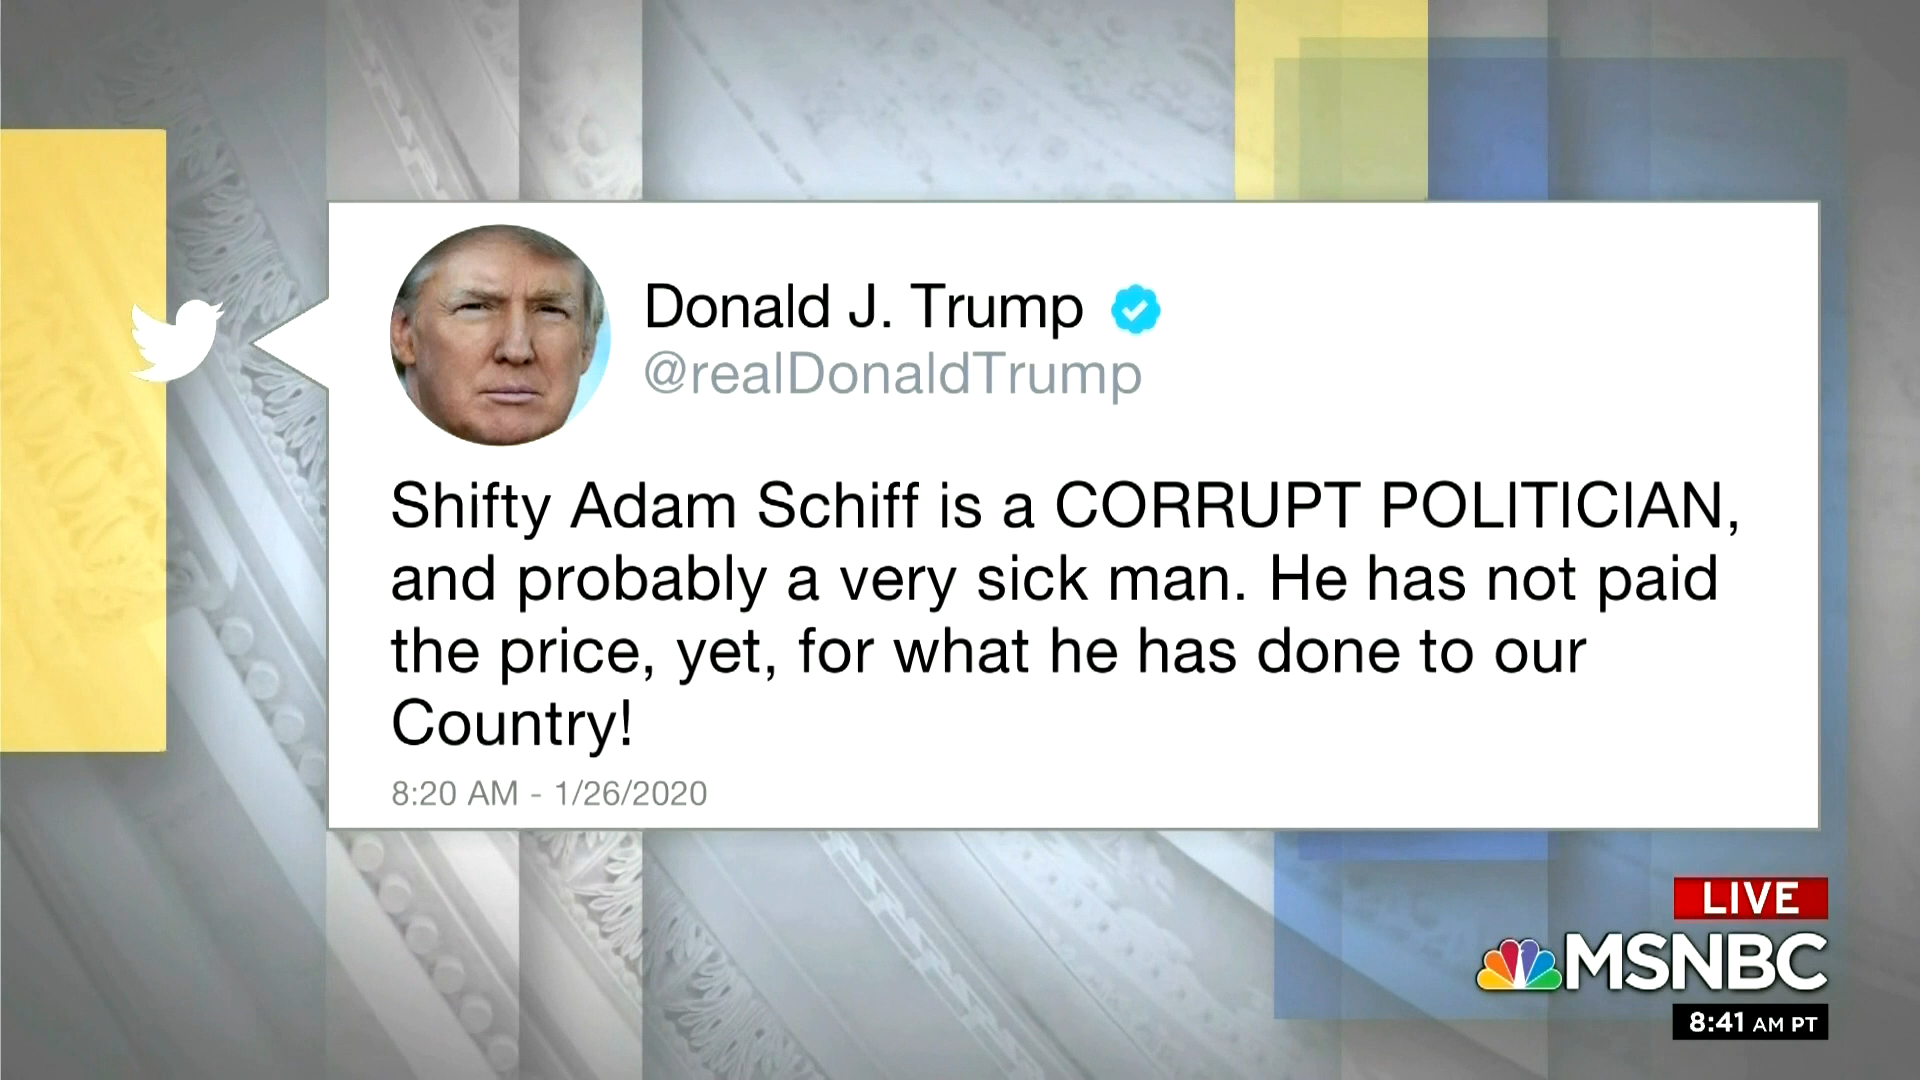 Donald J. Trump
@realDonaldTrump
Shifty Adam Schiff is a CORRUPT POLITICIAN,
and probably a very sick man. He has not paid
the price, yet, for what he has done to our
Country!
8:20 AM - 1/26/2020
LIVE
MSNBC
8:41 AM PT